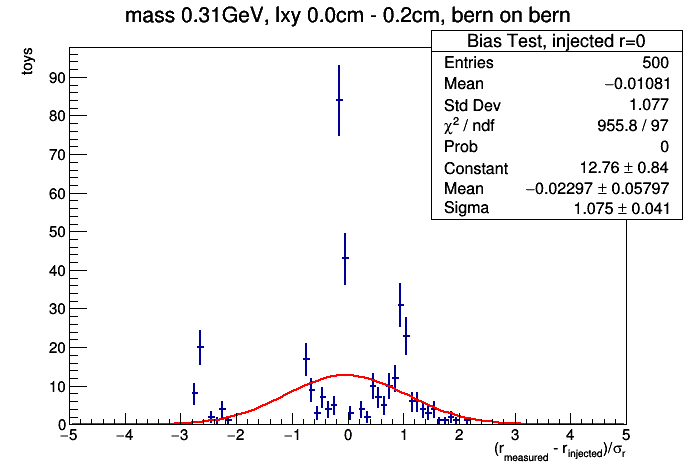 mass 0.31GeV, lxy 0.0cm - 0.2cm, bern on bern
toys
Bias Test, injected r=0
Entries 500
Mean −0.01081
Std Dev 1.077
χ² / ndf 955.8 / 97
Prob 0
Constant 12.76 ± 0.84
Mean −0.02297 ± 0.05797
Sigma 1.075 ± 0.041
90
80
70
60
50
40
30
20
10
0
−5 −4 −3 −2 −1 0 1 2 3 4 5
(r_measured - r_injected)/σ_r